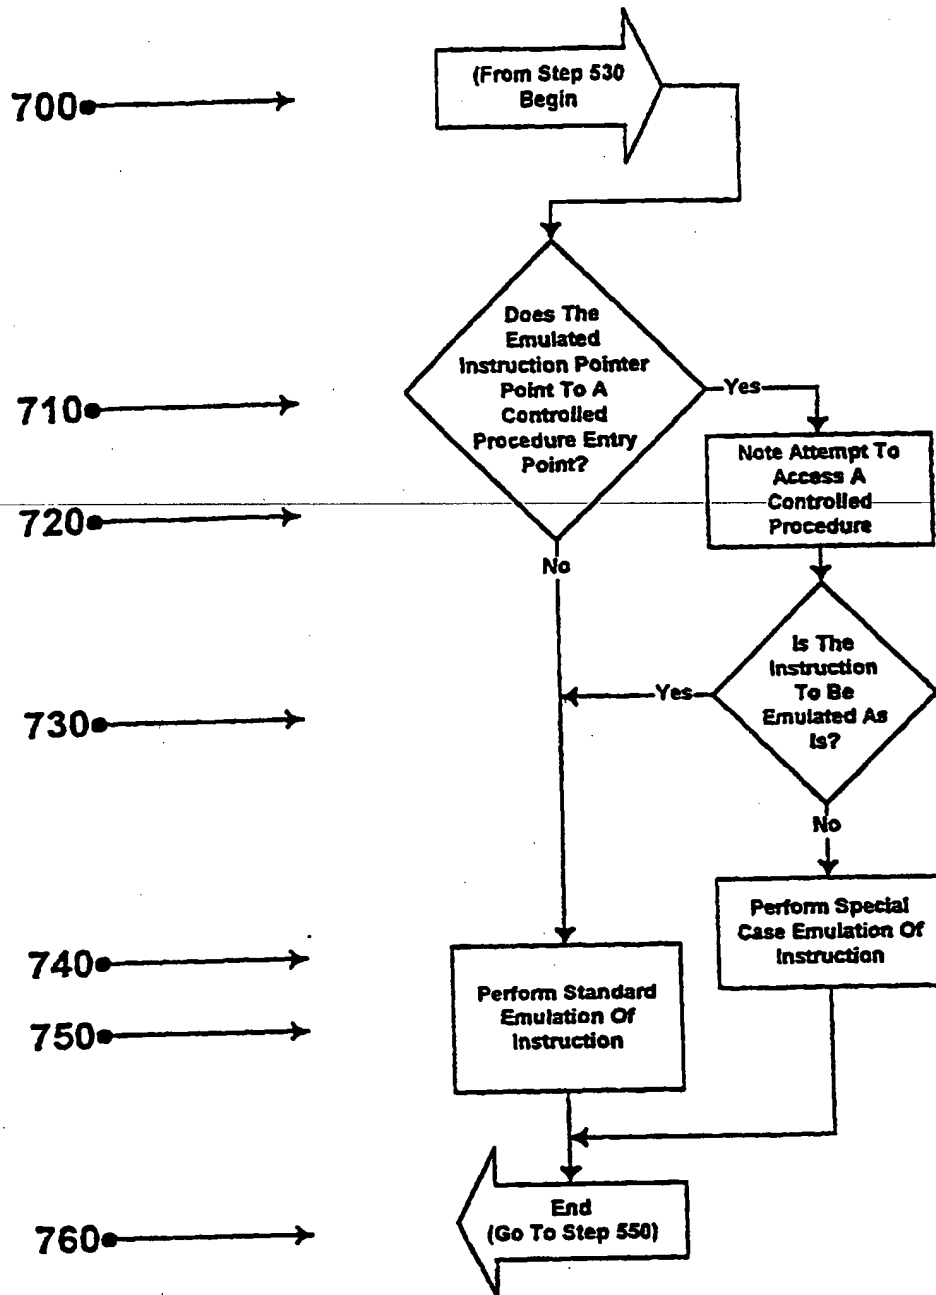 700
(From Step 530
Begin
710
Does The
Emulated
Instruction Pointer
Point To A
Controlled
Procedure Entry
Point?
Yes
720
Note Attempt To
Access A
Controlled
Procedure
No
730
Is The
Instruction
To Be
Emulated As
Is?
Yes
No
740
Perform Special
Case Emulation Of
Instruction
750
Perform Standard
Emulation Of
Instruction
760
End
(Go To Step 550)